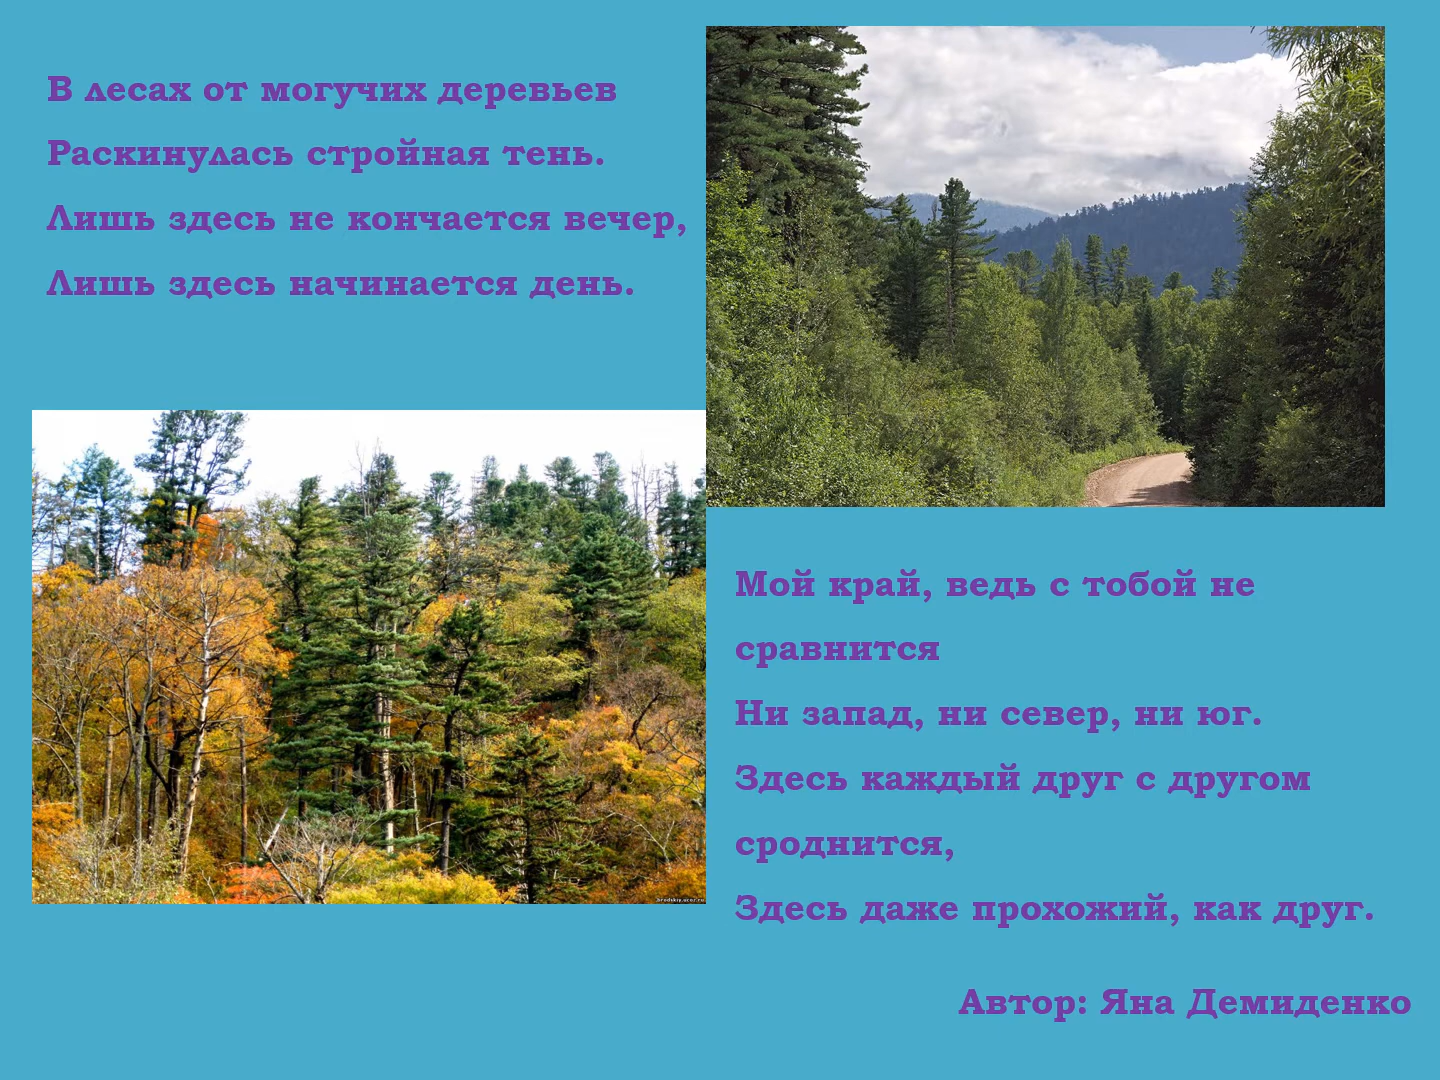 В лесах от могучих деревьев
Раскинулась стройная тень.
Лишь здесь не кончается вечер,
Лишь здесь начинается день.
Мой край, ведь с тобой не
сравнится
Ни запад, ни север, ни юг.
Здесь каждый друг с другом
сроднится,
Здесь даже прохожий, как друг.
Автор: Яна Демиденко